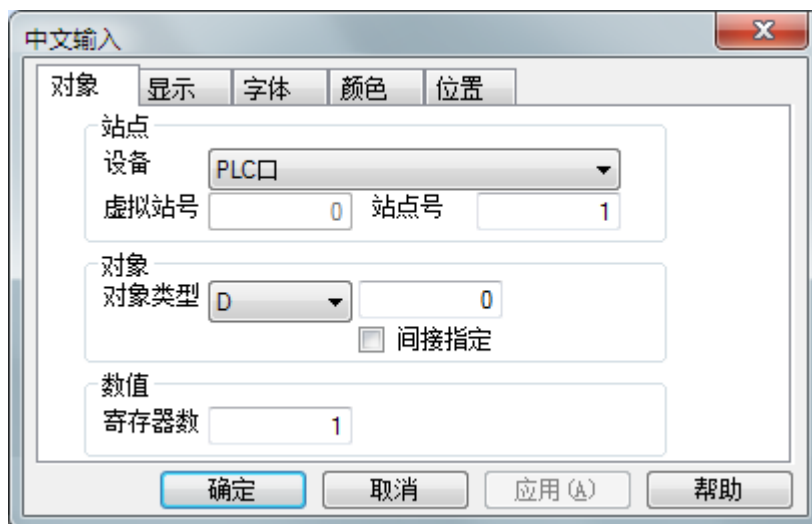 中文输入
对象 显示 字体 颜色 位置
站点
设备 PLC口
虚拟站号 0 站点号 1
对象
对象类型 D 0
间接指定
数值
寄存器数 1
确定 取消 应用(A) 帮助